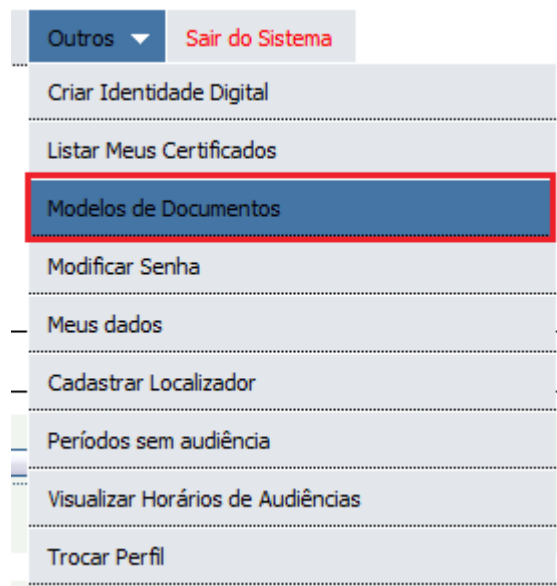 Outros Sair do Sistema
Criar Identidade Digital
Listar Meus Certificados
Modelos de Documentos
Modificar Senha
Meus dados
Cadastrar Localizador
Períodos sem audiência
Visualizar Horários de Audiências
Trocar Perfil